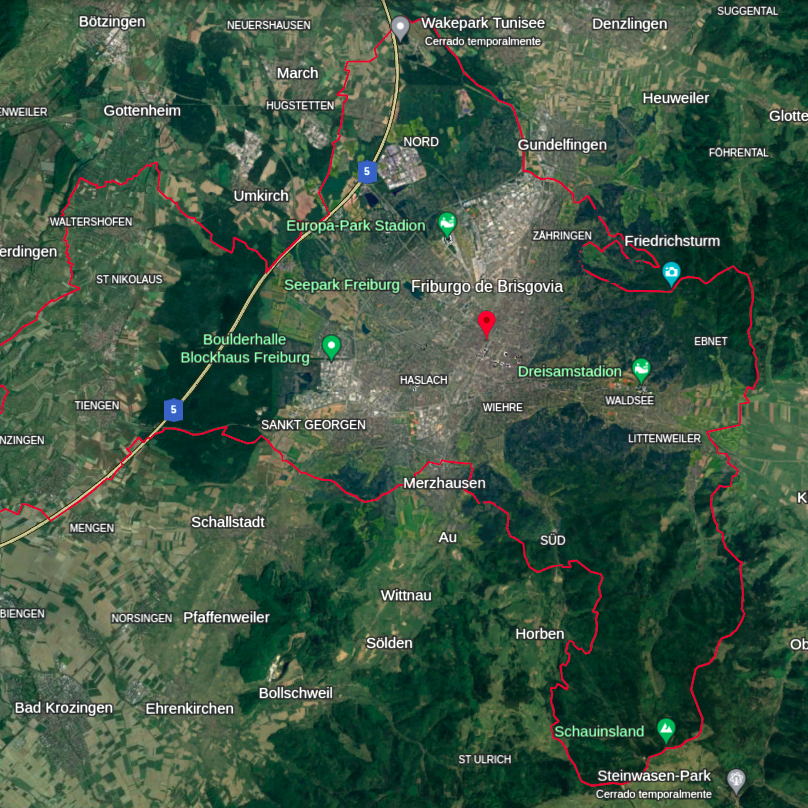 SUGGENTAL
Bötzingen
NEUERSHAUSEN
Wakepark Tunisee
Cerrado temporalmente
Denzlingen
March
HUGSTETTEN
Heuweiler
ENWEILER
Gottenheim
Glotte
NORD
Gundelfingen
FÖHRENTAL
5
Umkirch
WALTERSHOFEN
Europa-Park Stadion
ZÄHRINGEN
Friedrichsturm
erdingen
ST NIKOLAUS
Seepark Freiburg
Friburgo de Brisgovia
Boulderhalle
Blockhaus Freiburg
EBNET
Dreisamstadion
HASLACH
WALDSEE
TIENGEN
5
WIEHRE
SANKT GEORGEN
NZINGEN
LITTENWEILER
Merzhausen
K
MENGEN
Schallstadt
Au
SÜD
Wittnau
BIENGEN
NORSINGEN
Pfaffenweiler
Horben
Sölden
Ob
Bollschweil
Bad Krozingen
Ehrenkirchen
Schauinsland
ST ULRICH
Steinwasen-Park
Cerrado temporalmente